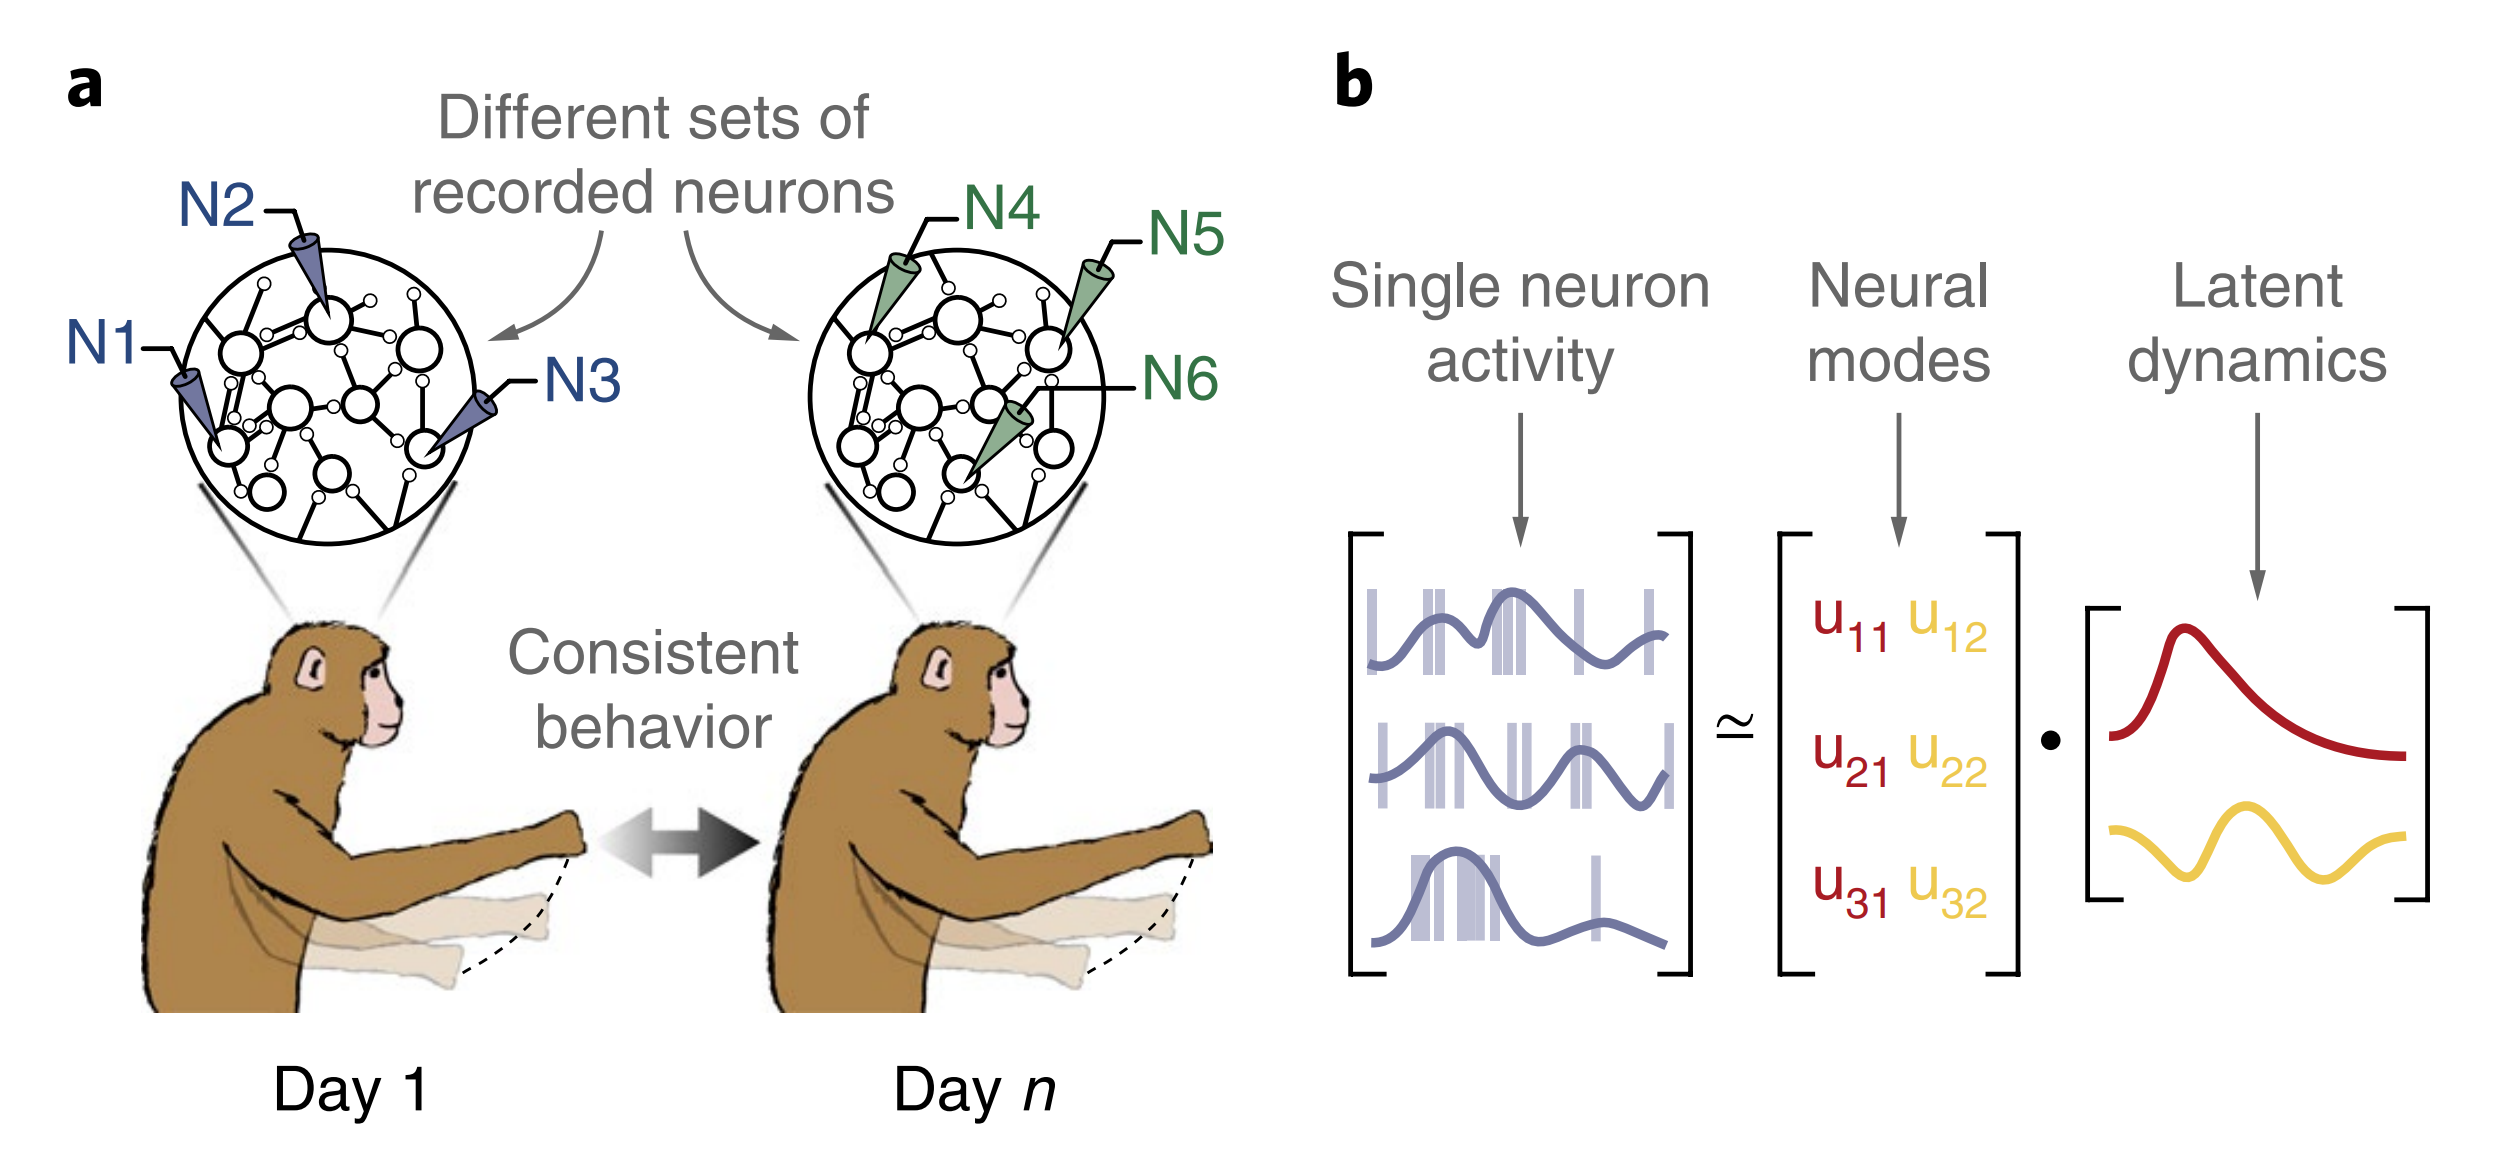 a
Different sets of
recorded neurons
N2
N4
N5
N1
N3
N6
Consistent
behavior
Day 1
Day n
b
Single neuron
activity
Neural
modes
Latent
dynamics
≃
u11 u12
u21 u22
u31 u32
•